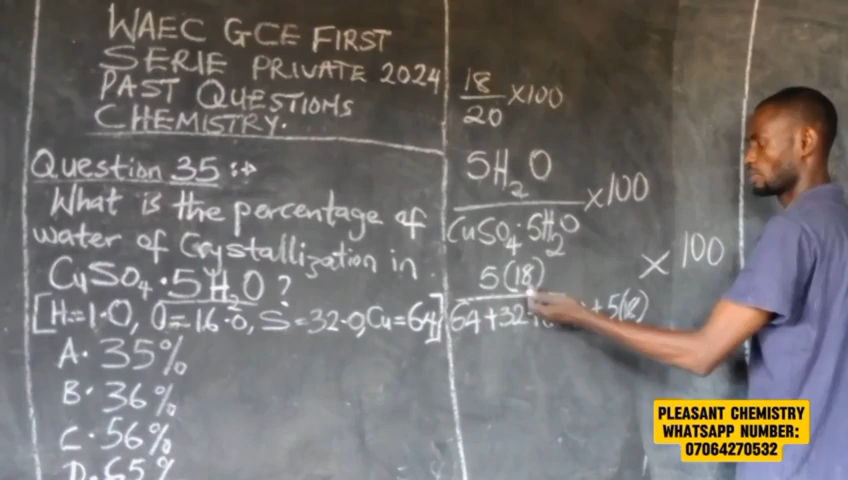 WAEC GCE FIRST
SERIE PRIVATE 2024
PAST QUESTIONS
CHEMISTRY.
Question 35 :→
What is the percentage of
water of Crystallization in
CuSO₄·5H₂O ?
[H=1·0, O=16·0, S=32·0, Cu=64]
A· 35%
B· 36%
C· 56%
D· 65%
18
20
×100
5H₂O
CuSO₄·5H₂O
×100
5(18)
64+32+
+5(18)
× 100
PLEASANT CHEMISTRY
WHATSAPP NUMBER:
07064270532